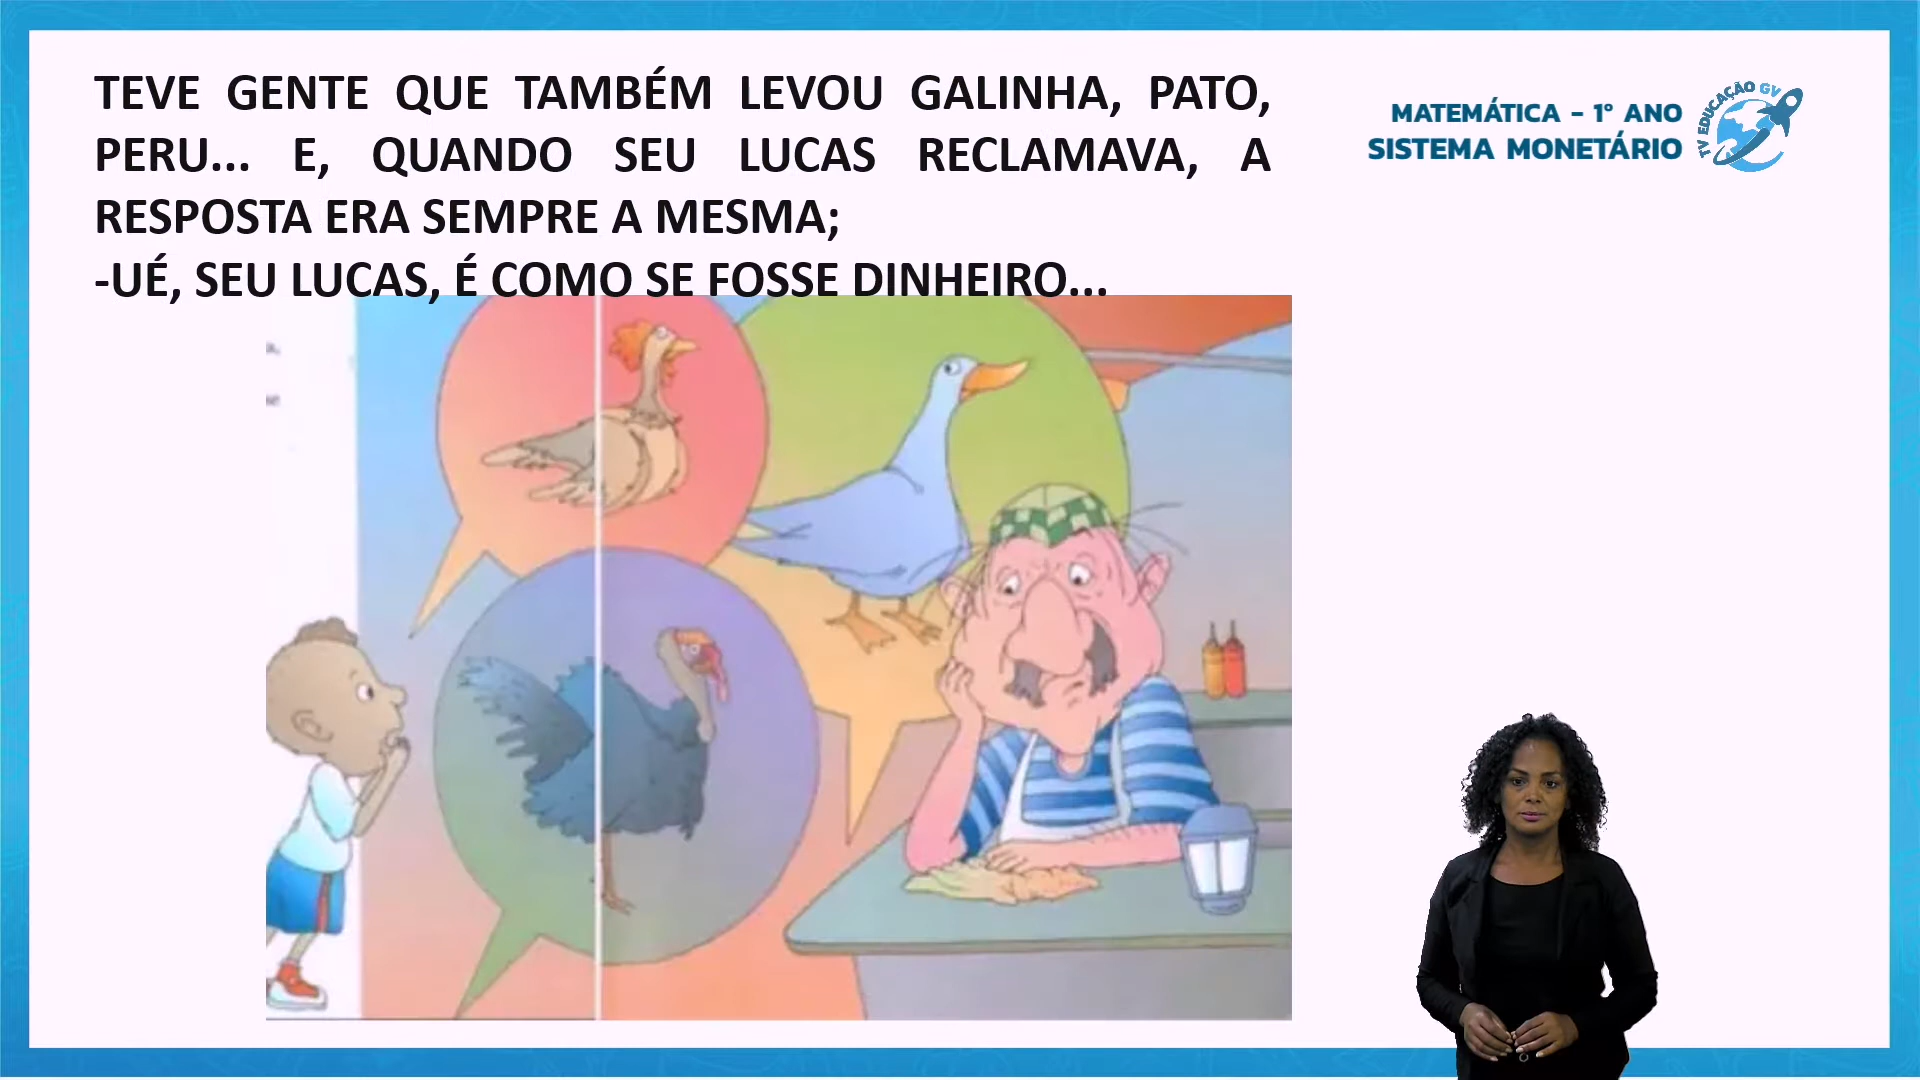 TEVE GENTE QUE TAMBÉM LEVOU GALINHA, PATO,
PERU... E, QUANDO SEU LUCAS RECLAMAVA, A
RESPOSTA ERA SEMPRE A MESMA;
-UÉ, SEU LUCAS, É COMO SE FOSSE DINHEIRO...
MATEMÁTICA - 1º ANO
SISTEMA MONETÁRIO
TV EDUCAÇÃO GV